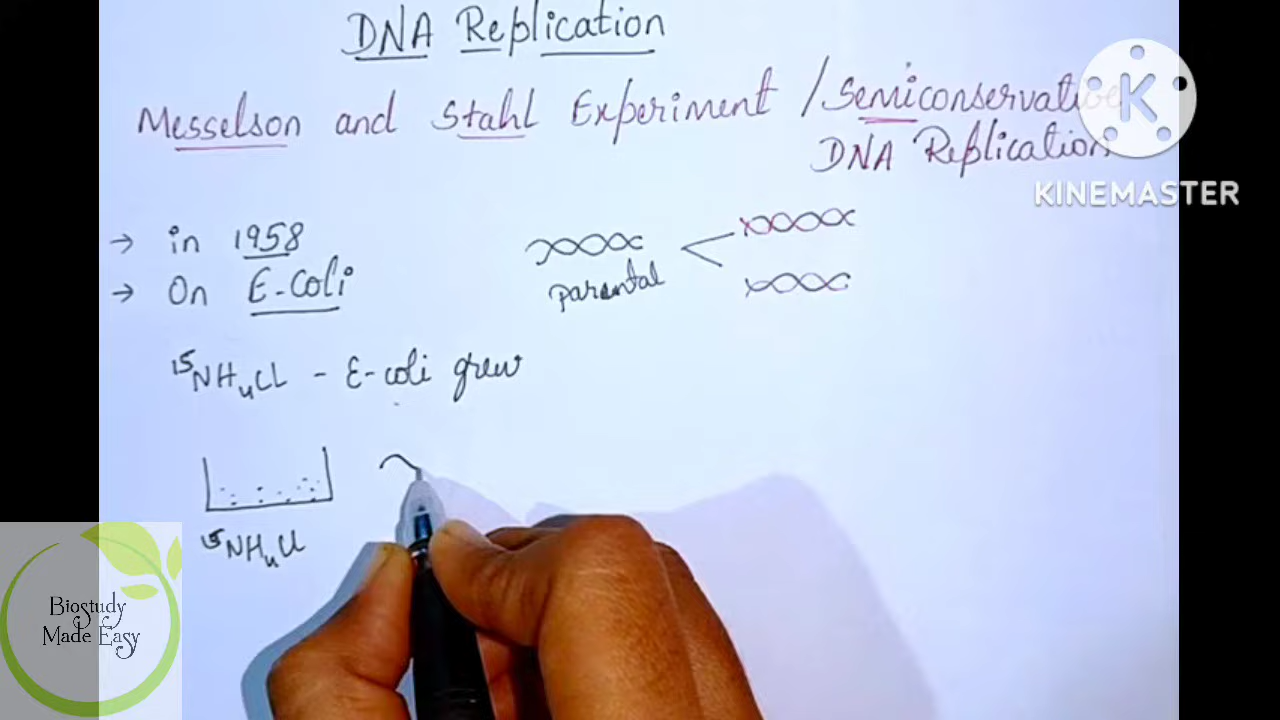 DNA Replication
Messelson and Stahl Experiment / Semiconservative
DNA Replication
KINEMASTER
→ in 1958
→ On E-Coli
parental
¹⁵NH₄CL - E-coli grew
¹⁵NH₄Cl
Biostudy
Made Easy